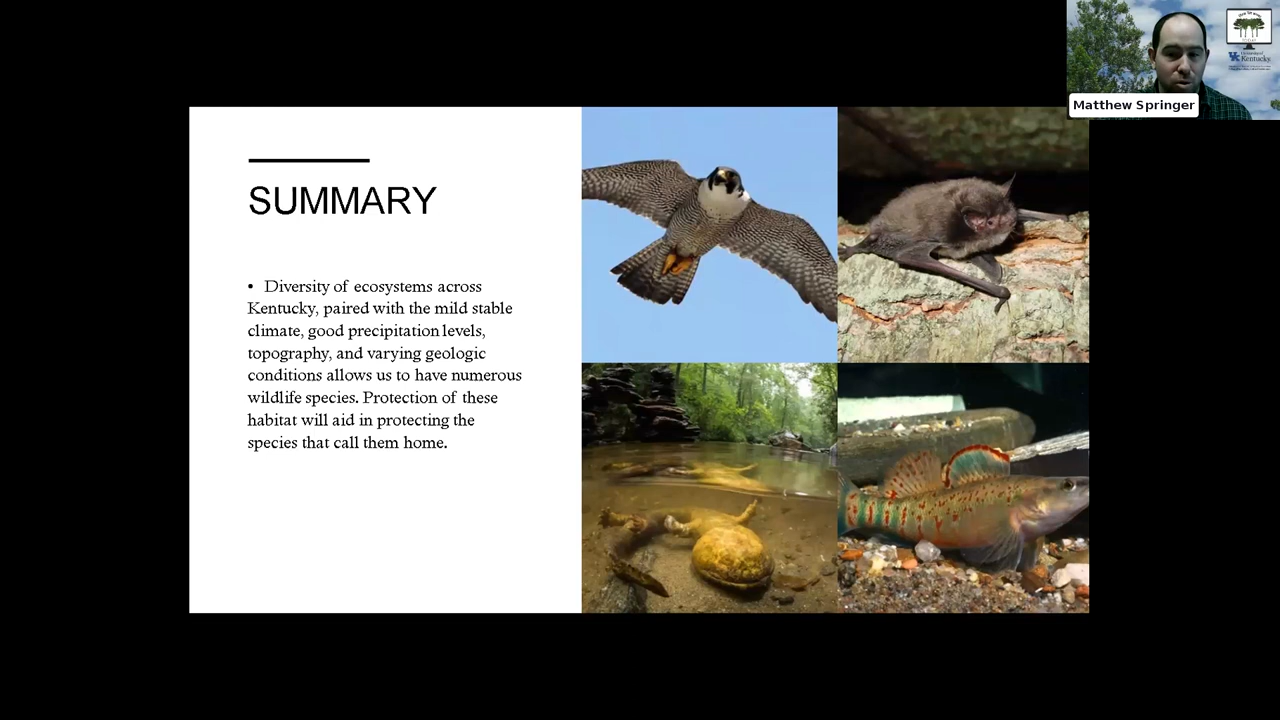 SUMMARY
• Diversity of ecosystems across
Kentucky, paired with the mild stable
climate, good precipitation levels,
topography, and varying geologic
conditions allows us to have numerous
wildlife species. Protection of these
habitat will aid in protecting the
species that call them home.
Kentucky
Matthew Springer